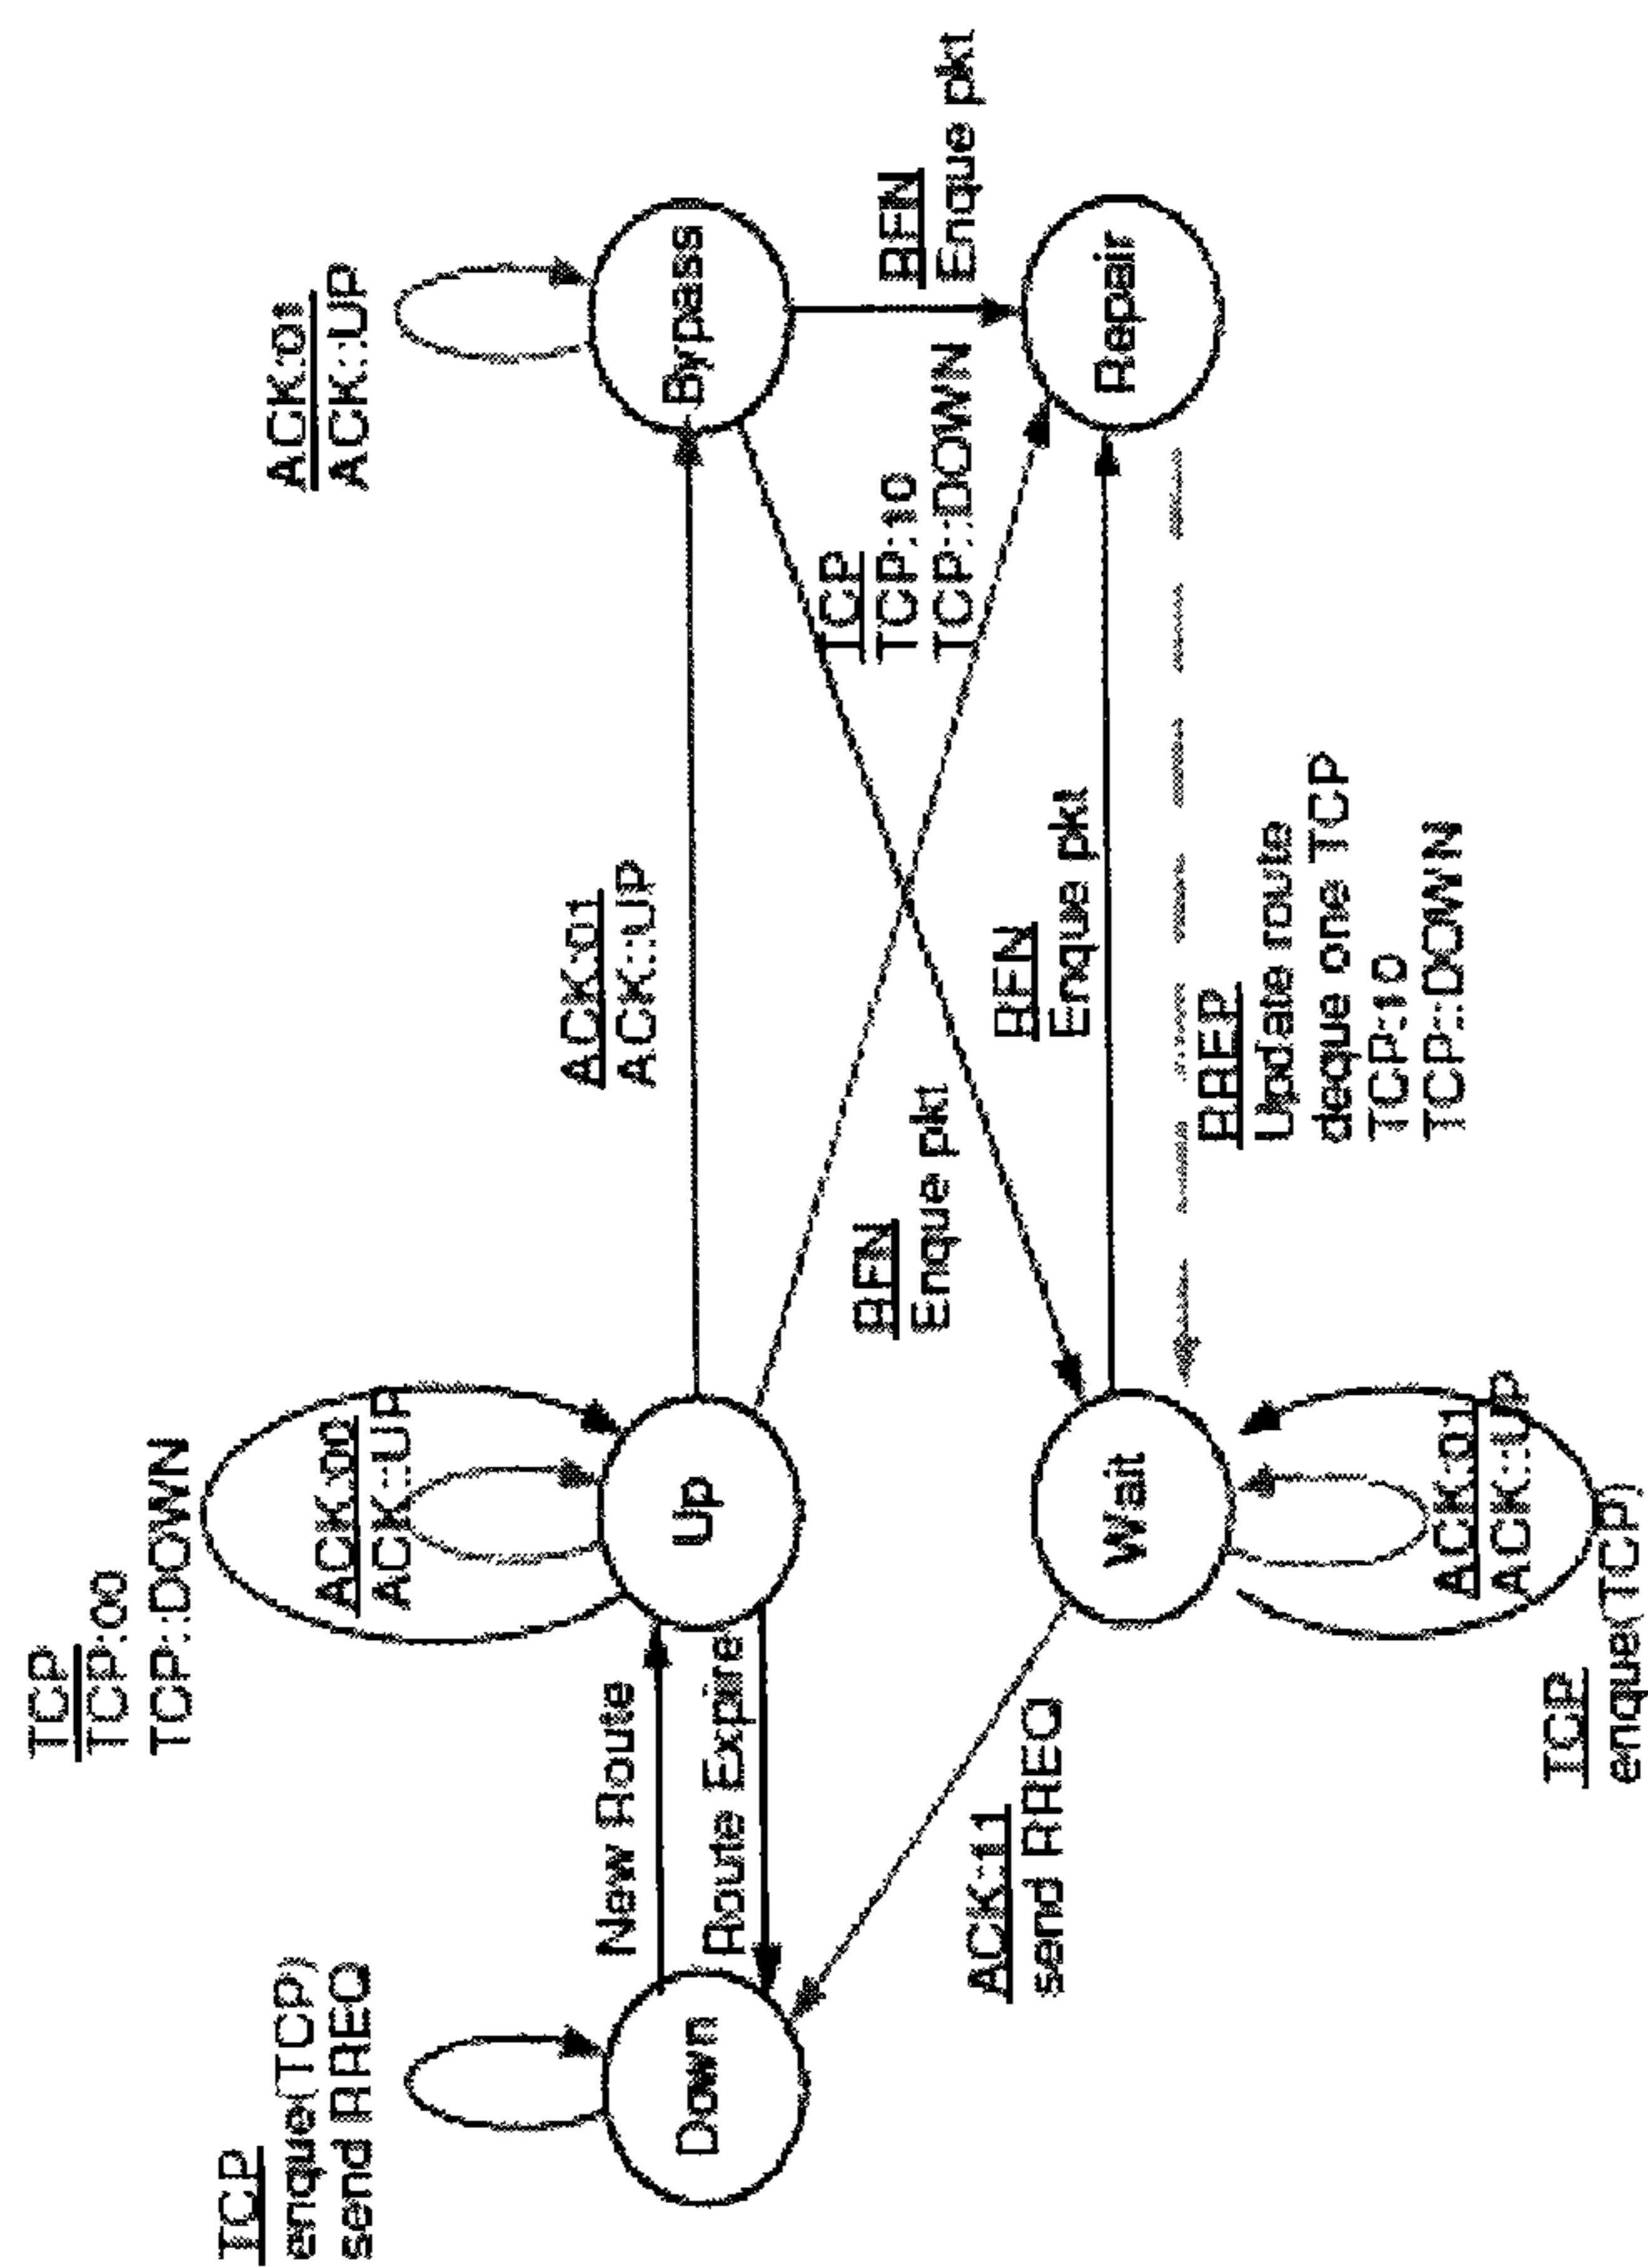 TCP
TCP:00
TCP::DOWN
ACK:00
ACK::UP
ACK:01
ACK::UP
TCP
enque(TCP)
send RREQ
New Route
Route Expire
Down
Up
ACK:01
ACK::UP
Bypass
TCP
TCP:10
TCP::DOWN
Enque pkt
Enque pkt
ACK:11
send RREQ
Wait
Enque pkt
Repair
RREP
Update route
deque one TCP
TCP:10
TCP::DOWN
ACK:01
ACK::UP
TCP
enque(TCP)